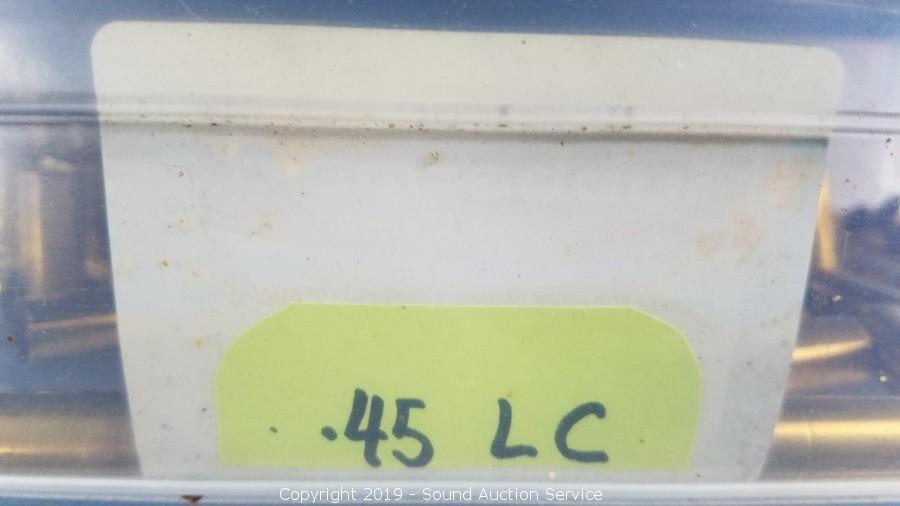 .45 LC
Copyright 2019 - Sound Auction Service